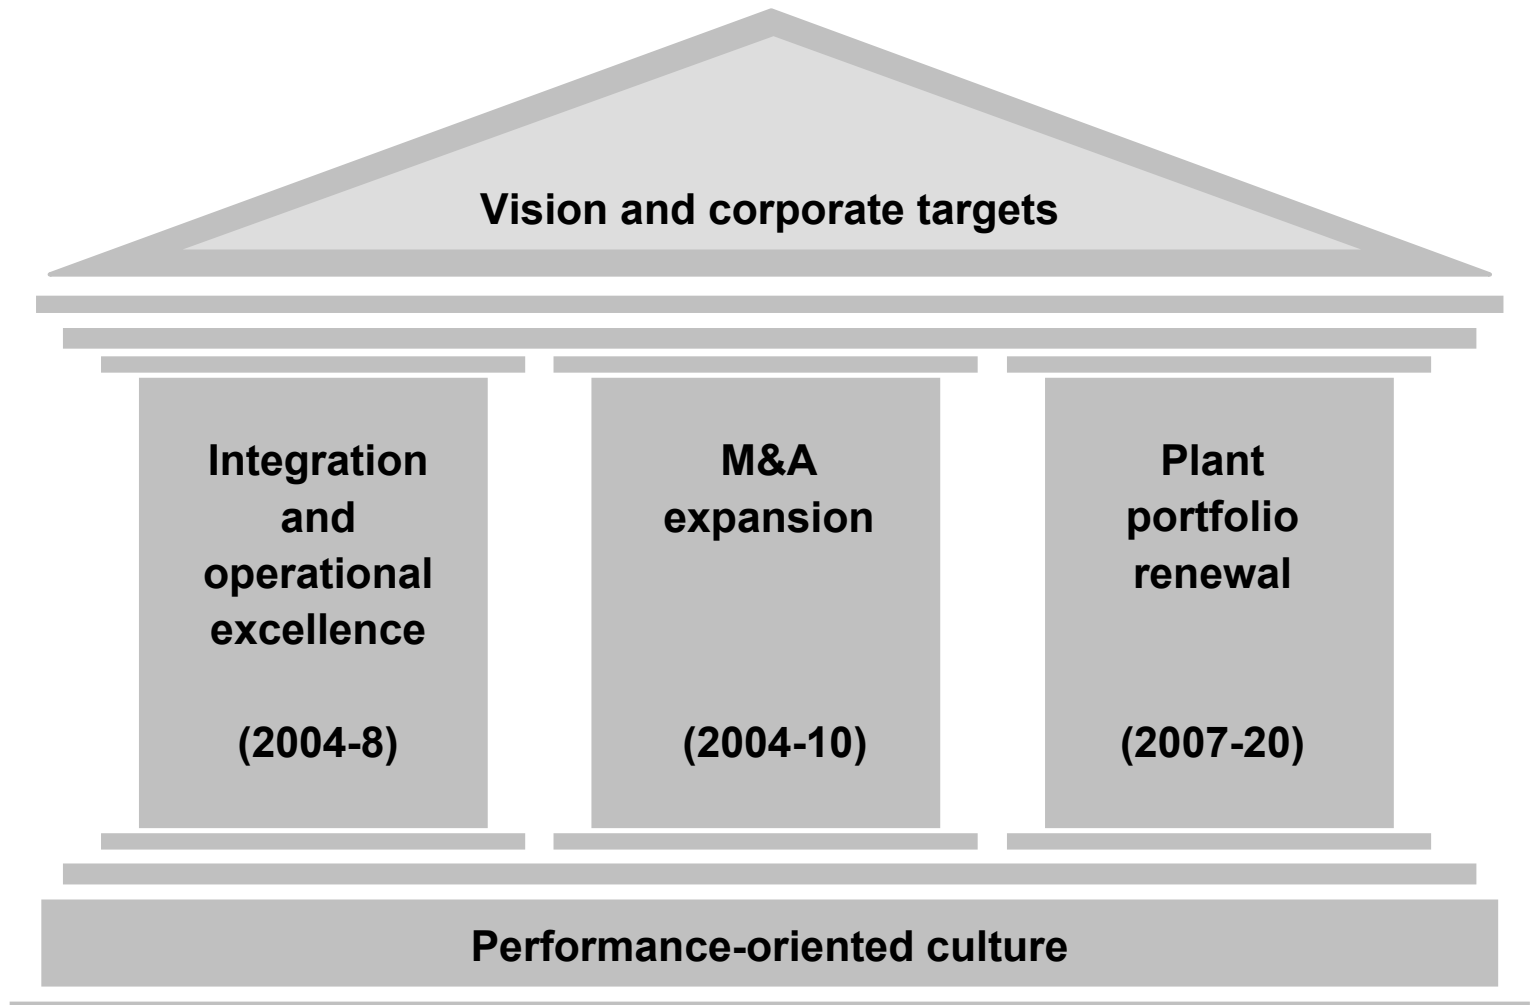 Vision and corporate targets
Integration
and
operational
excellence
(2004-8)
M&A
expansion
(2004-10)
Plant
portfolio
renewal
(2007-20)
Performance-oriented culture